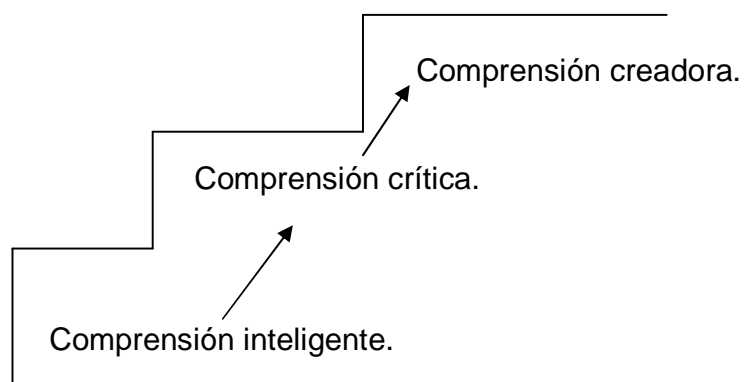 Comprensión creadora.
Comprensión crítica.
Comprensión inteligente.